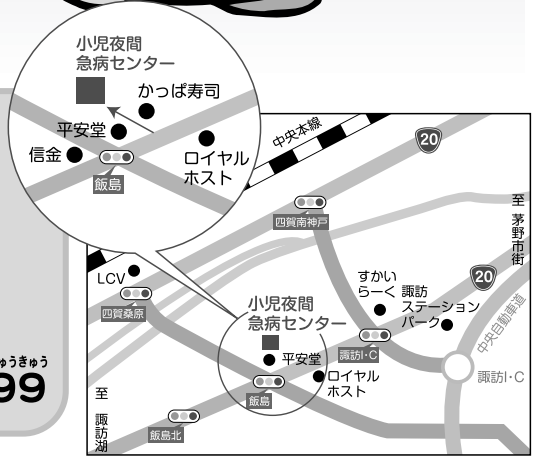 小児夜間
急病センター
かっぱ寿司
平安堂
信金
ロイヤル
ホスト
飯島
中央本線
20
四賀南神戸
至 茅野市街
LCV
四賀桑原
すかい
らーく
諏訪
ステーション
パーク
20
中央自動車道
小児夜間
急病センター
諏訪I・C
平安堂
諏訪I・C
ロイヤル
ホスト
飯島
飯島北
至 諏訪湖
ゅうきゅう
99